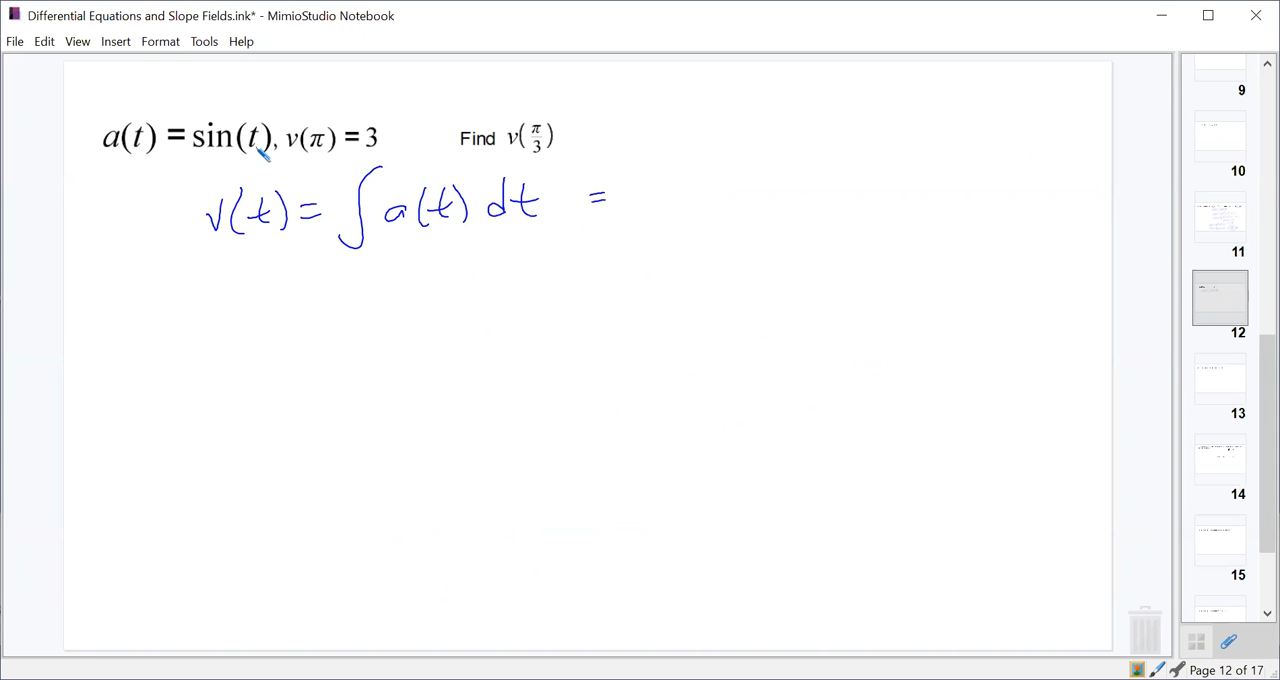 Differential Equations and Slope Fields.ink* - MimioStudio Notebook
File Edit View Insert Format Tools Help
a(t) = sin(t), v(π) = 3 Find v(π/3)
v(t) = ∫ a(t) dt =
9
10
11
12
13
14
15
Page 12 of 17